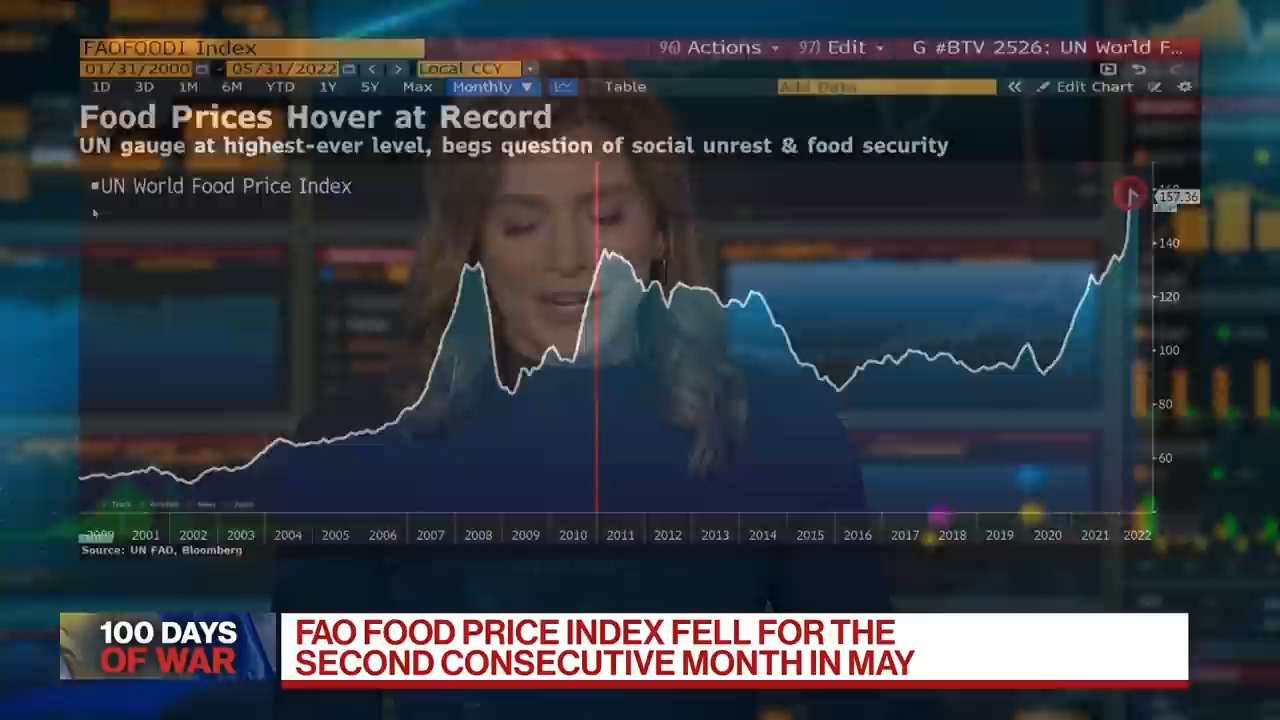 FAOFOODI Index
96) Actions 97) Edit G #BTV 2526: UN World F...
01/31/2000 - 05/31/2022 Local CCY
1D 3D 1M 6M YTD 1Y 5Y Max Monthly ▼ Table Add Data « Edit Chart
Food Prices Hover at Record
UN gauge at highest-ever level, begs question of social unrest & food security
UN World Food Price Index
160
157.36
140
120
100
80
60
2000 2001 2002 2003 2004 2005 2006 2007 2008 2009 2010 2011 2012 2013 2014 2015 2016 2017 2018 2019 2020 2021 2022
Source: UN FAO, Bloomberg
100 DAYS
OF WAR
FAO FOOD PRICE INDEX FELL FOR THE
SECOND CONSECUTIVE MONTH IN MAY